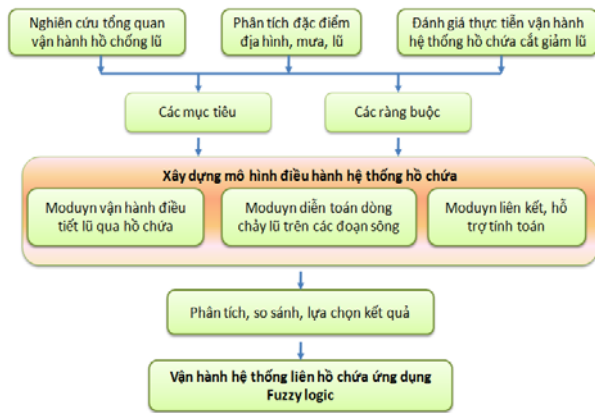 Nghiên cứu tổng quan
vận hành hồ chống lũ
Phân tích đặc điểm
địa hình, mưa, lũ
Đánh giá thực tiễn vận hành
hệ thống hồ chứa cắt giảm lũ
Các mục tiêu
Các ràng buộc
Xây dựng mô hình điều hành hệ thống hồ chứa
Moduyn vận hành điều
tiết lũ qua hồ chứa
Moduyn diễn toán dòng
chảy lũ trên các đoạn sông
Moduyn liên kết, hỗ
trợ tính toán
Phân tích, so sánh, lựa chọn kết quả
Vận hành hệ thống liên hồ chứa ứng dụng
Fuzzy logic